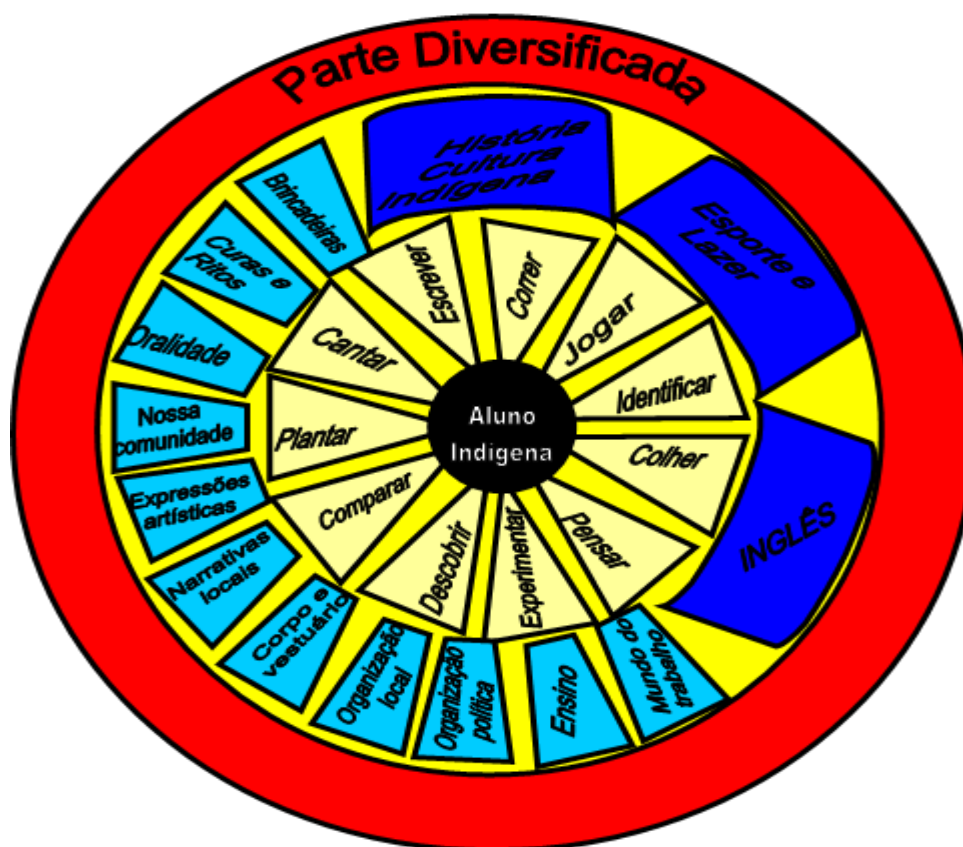 Parte Diversificada
História
Cultura
Indígena
Esporte e
Lazer
INGLÊS
Mundo do
trabalho
Ensino
Organização
política
Organização
local
Corpo e
vestuário
Narrativas
locais
Expressões
artísticas
Nossa
comunidade
Oralidade
Curas e
Ritos
Brincadeiras
Escrever
Correr
Jogar
Identificar
Colher
Pensar
Experimentar
Descobrir
Comparar
Plantar
Cantar
Aluno
Indigena